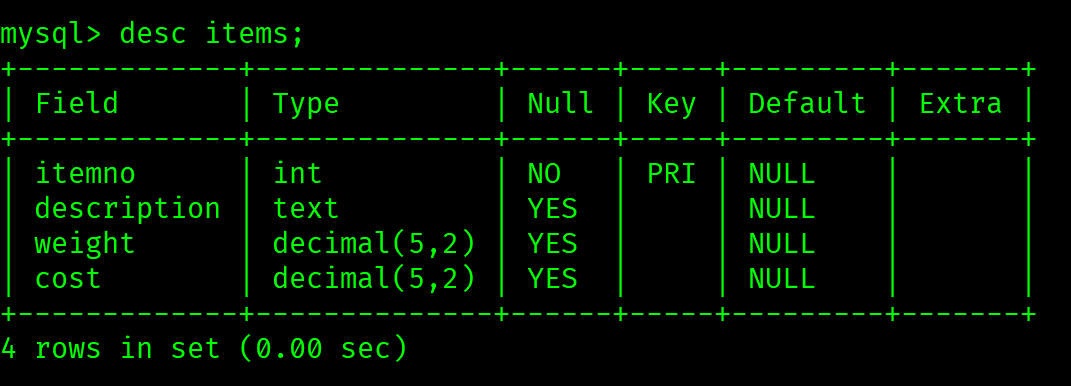 mysql> desc items;
+-------------+--------------+------+-----+---------+-------+
| Field       | Type         | Null | Key | Default | Extra |
+-------------+--------------+------+-----+---------+-------+
| itemno      | int          | NO   | PRI | NULL    |       |
| description | text         | YES  |     | NULL    |       |
| weight      | decimal(5,2) | YES  |     | NULL    |       |
| cost        | decimal(5,2) | YES  |     | NULL    |       |
+-------------+--------------+------+-----+---------+-------+
4 rows in set (0.00 sec)